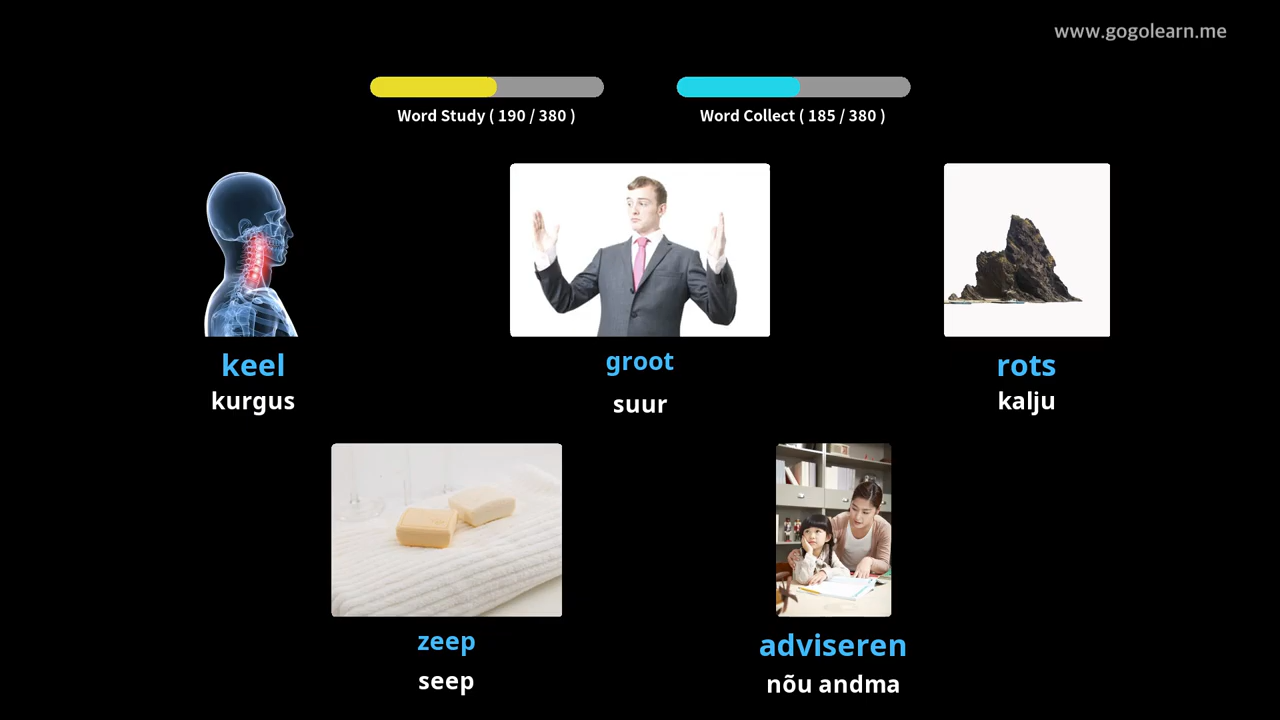 www.gogolearn.me
Word Study ( 190 / 380 )
Word Collect ( 185 / 380 )
keel
kurgus
groot
suur
rots
kalju
zeep
seep
adviseren
nõu andma